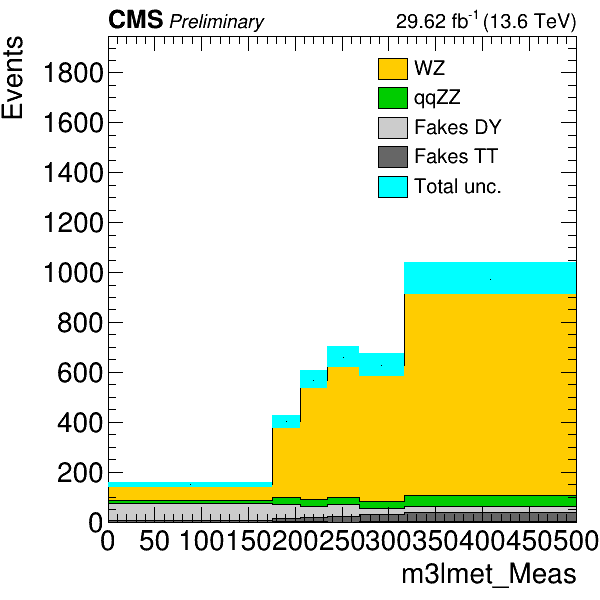 CMS Preliminary 29.62 fb⁻¹ (13.6 TeV)
Events
1800
1600
1400
1200
1000
800
600
400
200
0
WZ
qqZZ
Fakes DY
Fakes TT
Total unc.
0 50 100 150 200 250 300 350 400 450 500
m3lmet_Meas